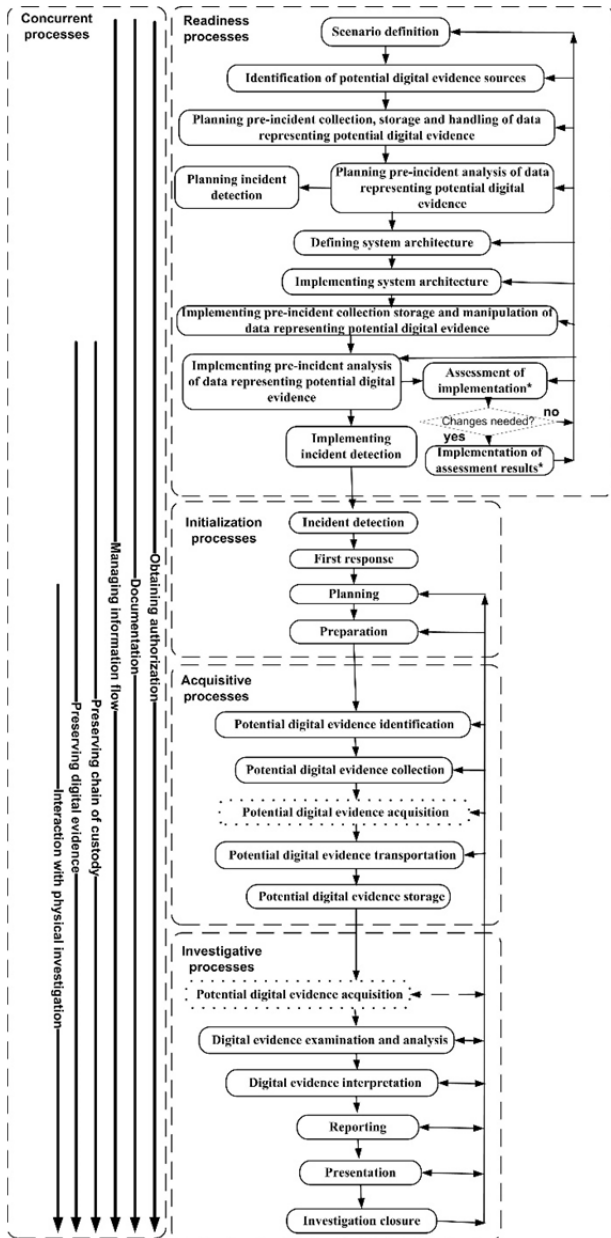 Concurrent
processes
Obtaining authorization
Documentation
Managing information flow
Preserving chain of custody
Preserving digital evidence
Interaction with physical investigation
Readiness
processes
Scenario definition
Identification of potential digital evidence sources
Planning pre-incident collection, storage and handling of data
representing potential digital evidence
Planning incident
detection
Planning pre-incident analysis of data
representing potential digital
evidence
Defining system architecture
Implementing system architecture
Implementing pre-incident collection storage and manipulation of
data representing potential digital evidence
Implementing pre-incident analysis
of data representing potential digital
evidence
Assessment of
implementation*
Changes needed?
no
yes
Implementing
incident detection
Implementation of
assessment results*
Initialization
processes
Incident detection
First response
Planning
Preparation
Acquisitive
processes
Potential digital evidence identification
Potential digital evidence collection
Potential digital evidence acquisition
Potential digital evidence transportation
Potential digital evidence storage
Investigative
processes
Potential digital evidence acquisition
Digital evidence examination and analysis
Digital evidence interpretation
Reporting
Presentation
Investigation closure